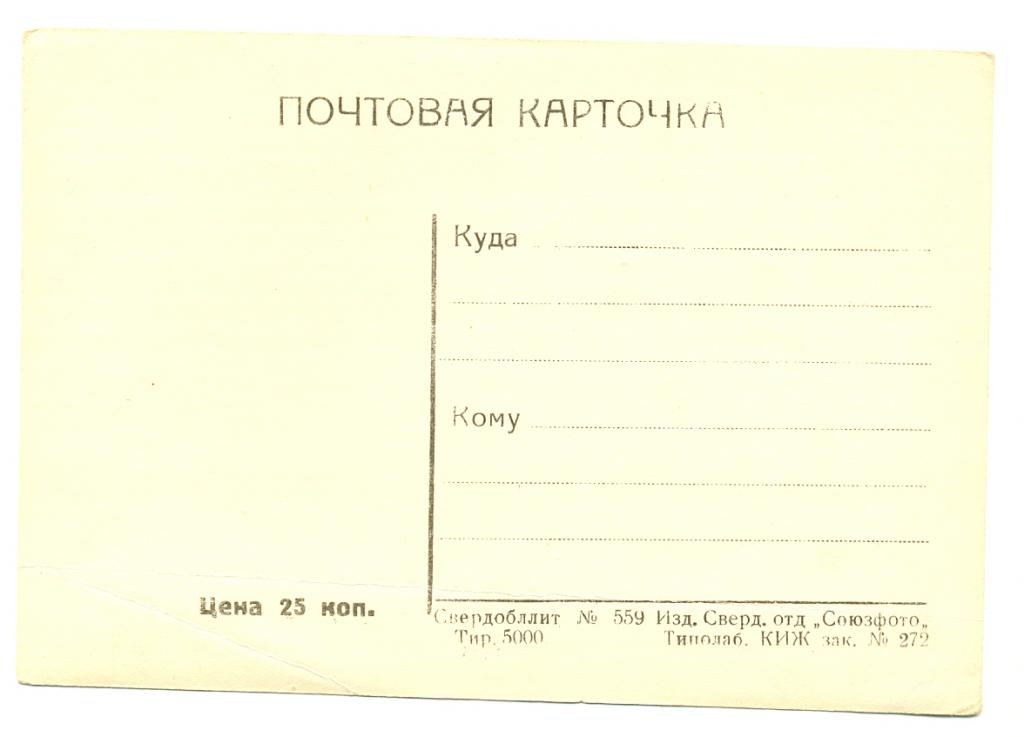 ПОЧТОВАЯ КАРТОЧКА
Куда
Кому
Цена 25 коп.
Свердобллит № 559 Изд. Сверд. отд „Союзфото„
Тир. 5000 Типолаб. КИЖ зак. № 272